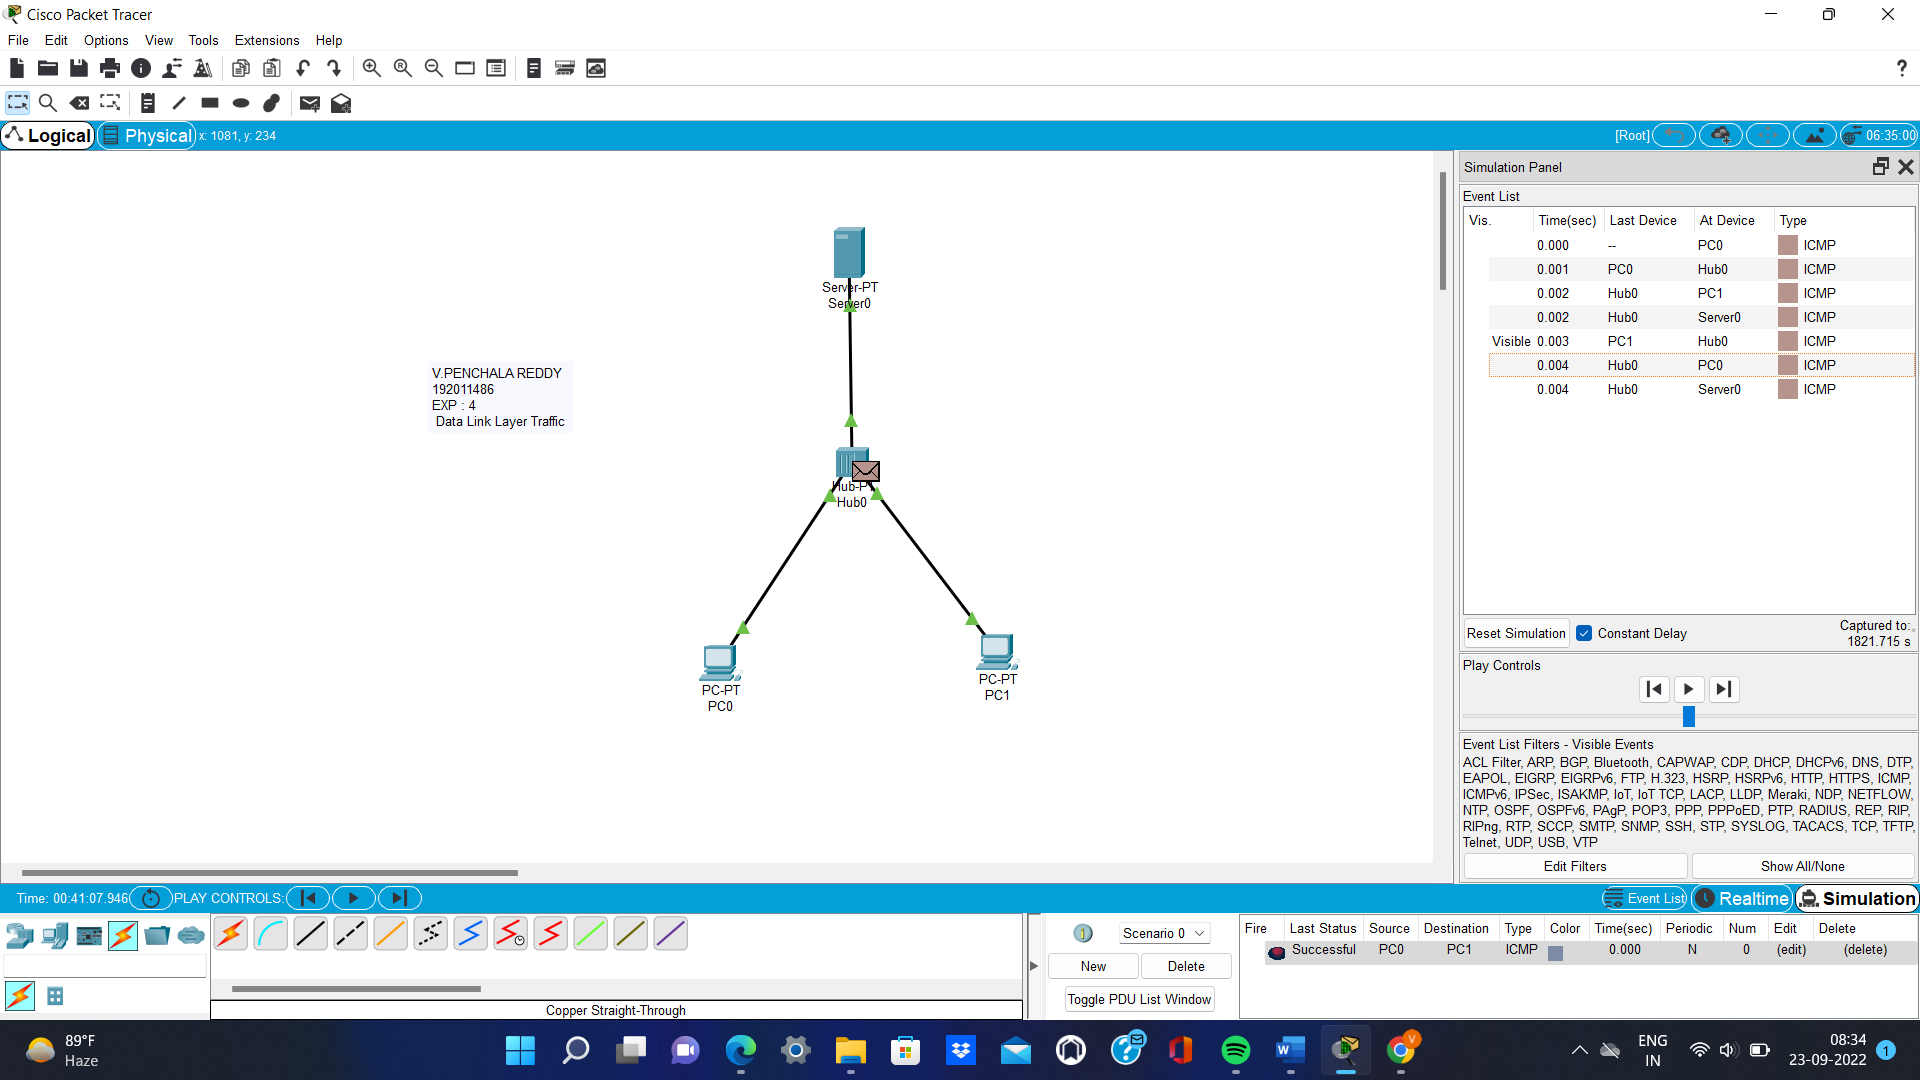 Cisco Packet Tracer
File Edit Options View Tools Extensions Help
Logical Physical x: 1081, y: 234 [Root] 06:35:00
Simulation Panel
Event List
Vis. Time(sec) Last Device At Device Type
0.000 -- PC0 ICMP
0.001 PC0 Hub0 ICMP
0.002 Hub0 PC1 ICMP
0.002 Hub0 Server0 ICMP
Visible 0.003 PC1 Hub0 ICMP
0.004 Hub0 PC0 ICMP
0.004 Hub0 Server0 ICMP
Server-PT
Server0
V.PENCHALA REDDY
192011486
EXP : 4
Data Link Layer Traffic
Hub-PT
Hub0
PC-PT
PC0
PC-PT
PC1
Reset Simulation Constant Delay Captured to:
1821.715 s
Play Controls
Event List Filters - Visible Events
ACL Filter, ARP, BGP, Bluetooth, CAPWAP, CDP, DHCP, DHCPv6, DNS, DTP,
EAPOL, EIGRP, EIGRPv6, FTP, H.323, HSRP, HSRPv6, HTTP, HTTPS, ICMP,
ICMPv6, IPSec, ISAKMP, IoT, IoT TCP, LACP, LLDP, Meraki, NDP, NETFLOW,
NTP, OSPF, OSPFv6, PAgP, POP3, PPP, PPPoED, PTP, RADIUS, REP, RIP,
RIPng, RTP, SCCP, SMTP, SNMP, SSH, STP, SYSLOG, TACACS, TCP, TFTP,
Telnet, UDP, USB, VTP
Edit Filters Show All/None
Time: 00:41:07.946 PLAY CONTROLS: Event List Realtime Simulation
Scenario 0
New Delete
Toggle PDU List Window
Fire Last Status Source Destination Type Color Time(sec) Periodic Num Edit Delete
Successful PC0 PC1 ICMP 0.000 N 0 (edit) (delete)
Copper Straight-Through
89°F
Haze
ENG
IN
08:34
23-09-2022
1